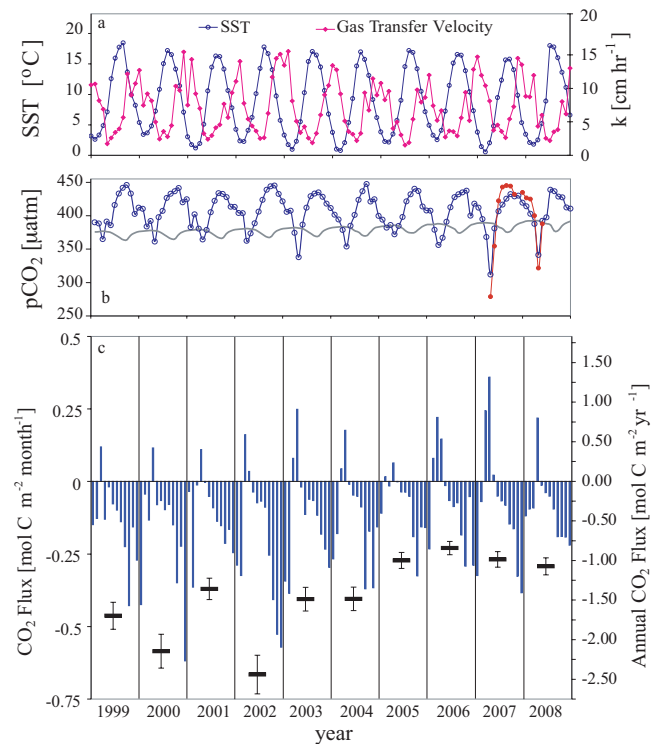 a
SST
Gas Transfer Velocity
20
15
10
5
0
SST [°C]
20
15
10
5
0
k [cm hr⁻¹]
450
400
350
300
250
pCO₂ [µatm]
b
c
0.5
0.25
0
-0.25
-0.5
-0.75
CO₂ Flux [mol C m⁻² month⁻¹]
1.50
1.00
0.50
0.00
-0.50
-1.00
-1.50
-2.00
-2.50
Annual CO₂ Flux [mol C m⁻² yr⁻¹]
1999 2000 2001 2002 2003 2004 2005 2006 2007 2008
year